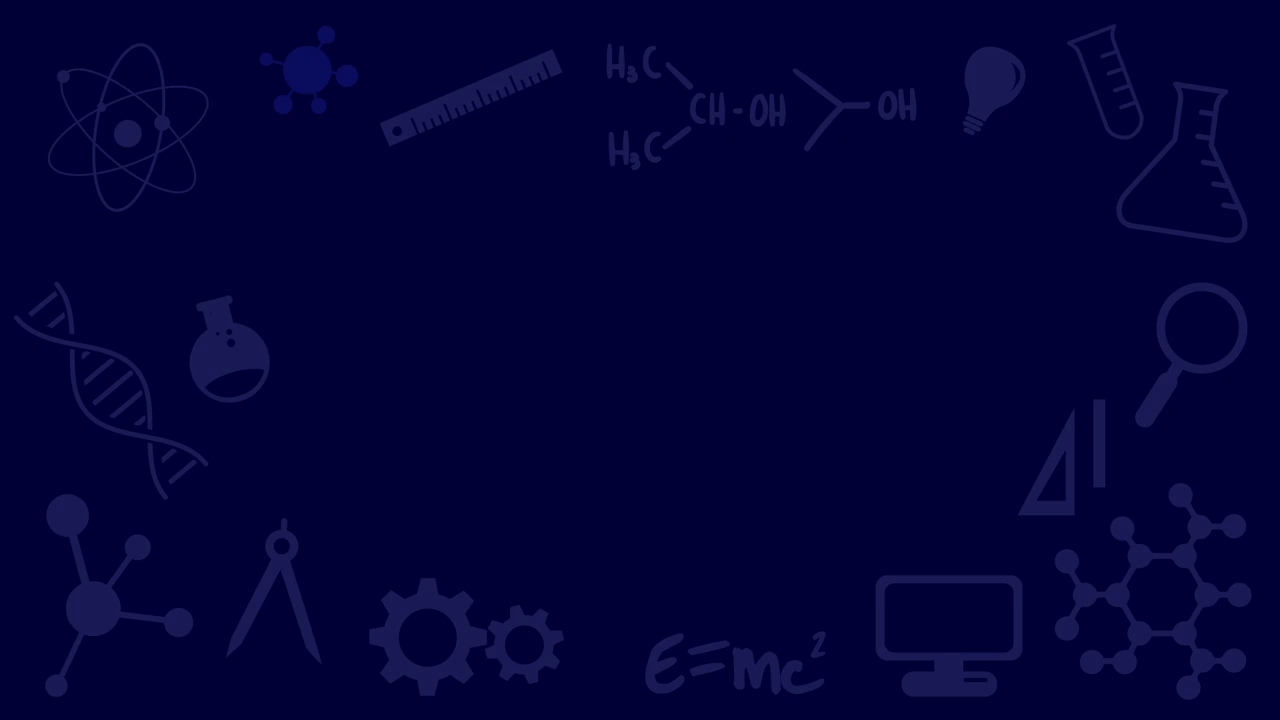 H₃C
CH - OH
H₃C
OH
E=mc²